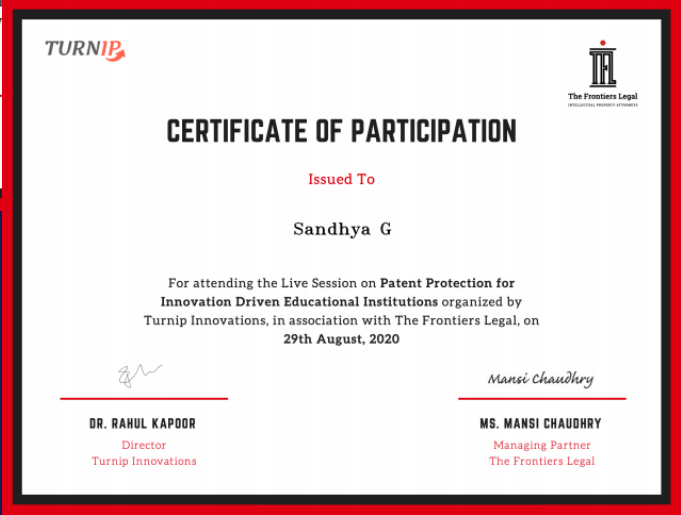 TURNIP
The Frontiers Legal
INTELLECTUAL PROPERTY ATTORNEYS
CERTIFICATE OF PARTICIPATION
Issued To
Sandhya G
For attending the Live Session on Patent Protection for
Innovation Driven Educational Institutions organized by
Turnip Innovations, in association with The Frontiers Legal, on
29th August, 2020
Mansi Chaudhry
DR. RAHUL KAPOOR
Director
Turnip Innovations
MS. MANSI CHAUDHRY
Managing Partner
The Frontiers Legal